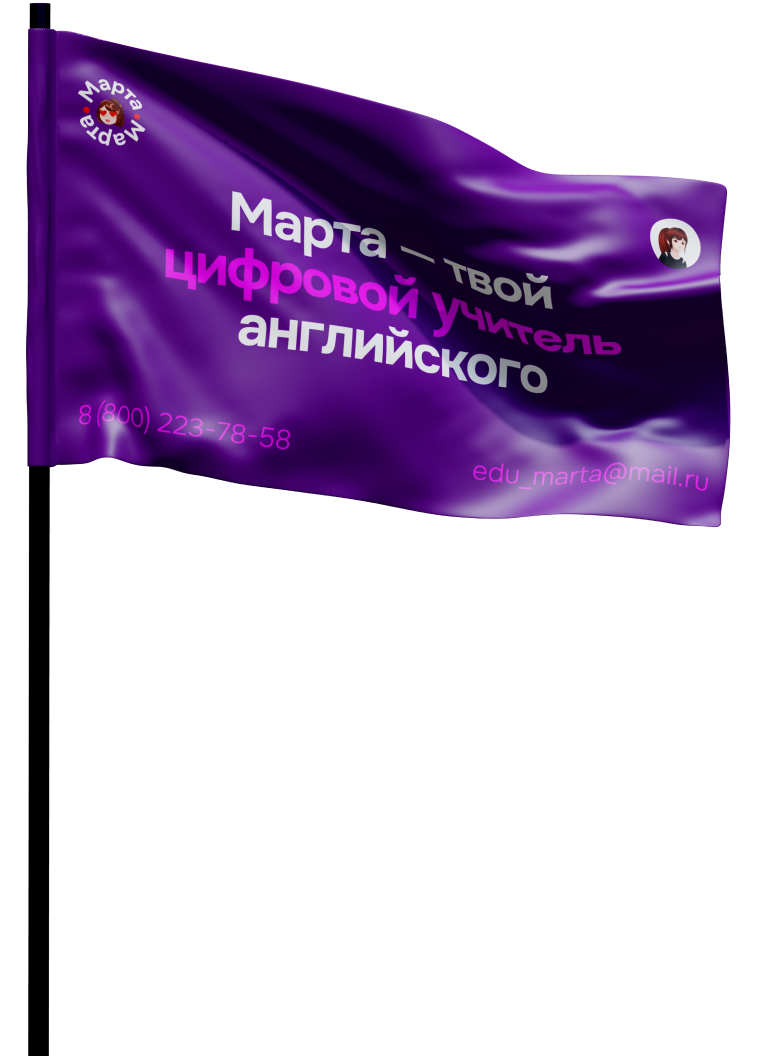 Марта Марта
Марта — твой
цифровой учитель
английского
8 (800) 223-78-58
edu_marta@mail.ru